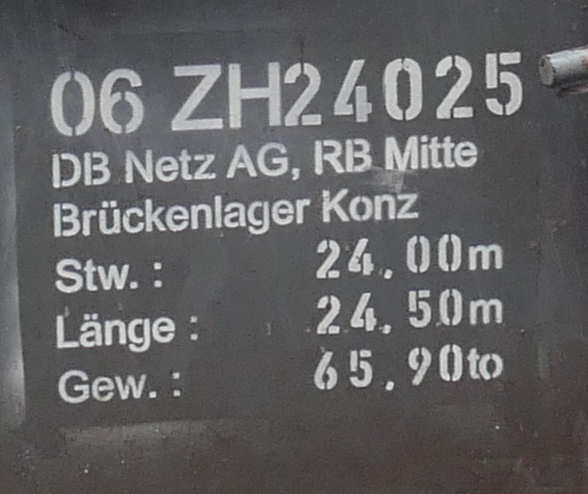 06 ZH24025
DB Netz AG, RB Mitte
Brückenlager Konz
Stw. : 24.00m
Länge : 24.50m
Gew. : 65.90to